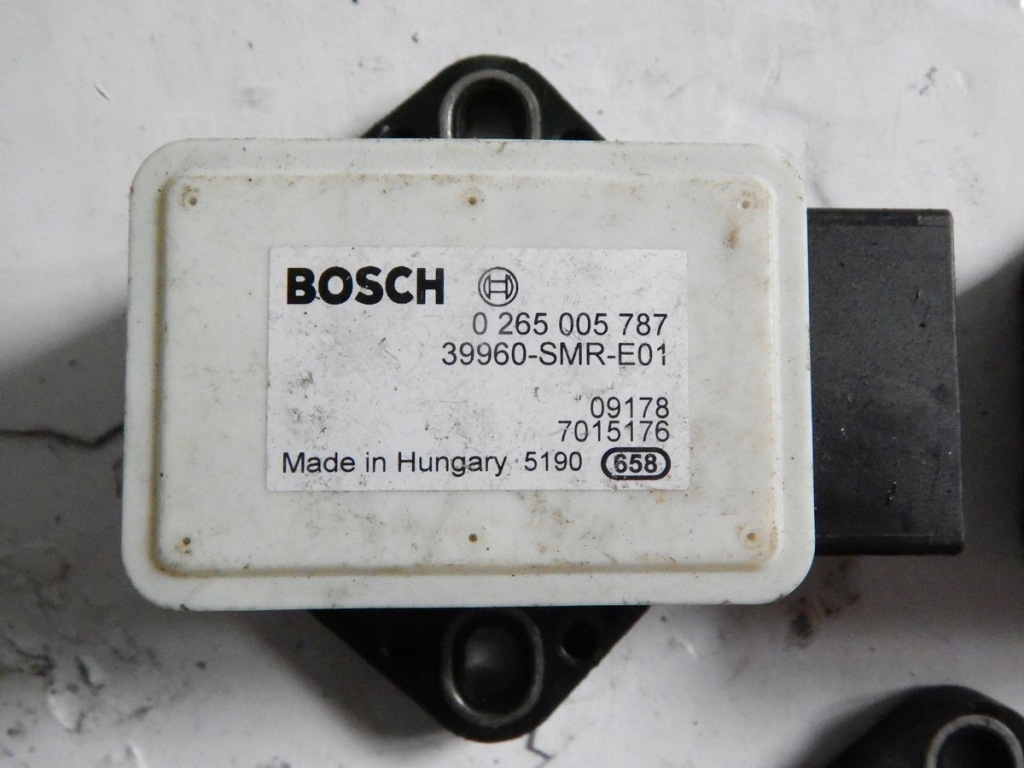 BOSCH
0 265 005 787
39960-SMR-E01
09178
7015176
Made in Hungary 5190 658